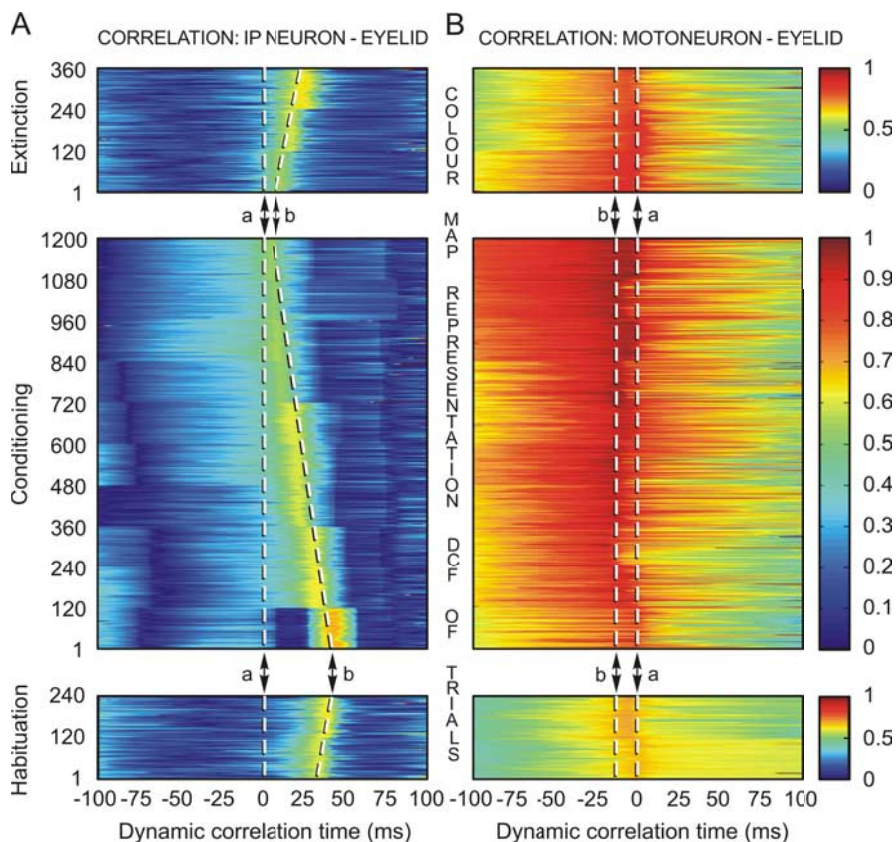 A
CORRELATION: IP NEURON - EYELID
B
CORRELATION: MOTONEURON - EYELID
Extinction
360
240
120
1
1
0.5
0
a
b
b
a
COLOUR MAP REPRESENTATION DCF OF TRIALS
Conditioning
1200
1080
960
840
720
600
480
360
240
120
1
1
0.9
0.8
0.7
0.6
0.5
0.4
0.3
0.2
0.1
0
a
b
b
a
Habituation
240
120
1
1
0.5
0
-100 -75 -50 -25 0 25 50 75 100
-100 -75 -50 -25 0 25 50 75 100
Dynamic correlation time (ms)
Dynamic correlation time (ms)